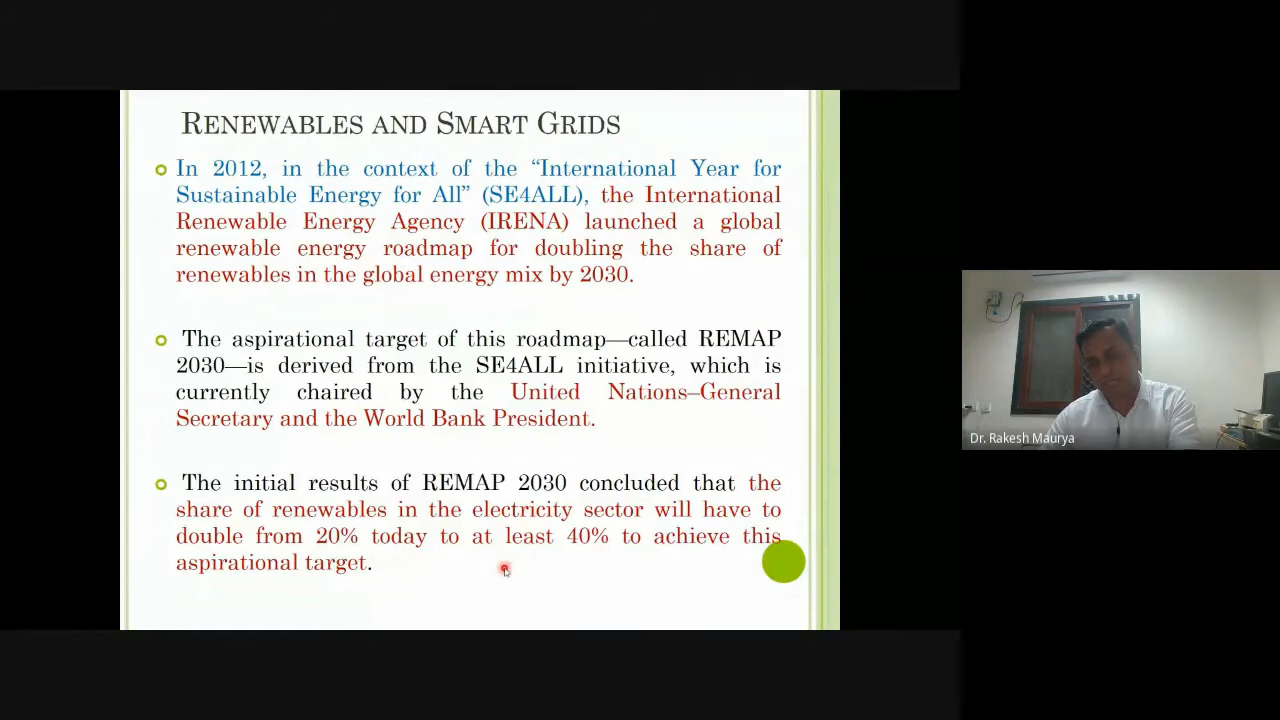 RENEWABLES AND SMART GRIDS
In 2012, in the context of the “International Year for
Sustainable Energy for All” (SE4ALL), the International
Renewable Energy Agency (IRENA) launched a global
renewable energy roadmap for doubling the share of
renewables in the global energy mix by 2030.
The aspirational target of this roadmap—called REMAP
2030—is derived from the SE4ALL initiative, which is
currently chaired by the United Nations–General
Secretary and the World Bank President.
The initial results of REMAP 2030 concluded that the
share of renewables in the electricity sector will have to
double from 20% today to at least 40% to achieve this
aspirational target.
Dr. Rakesh Maurya